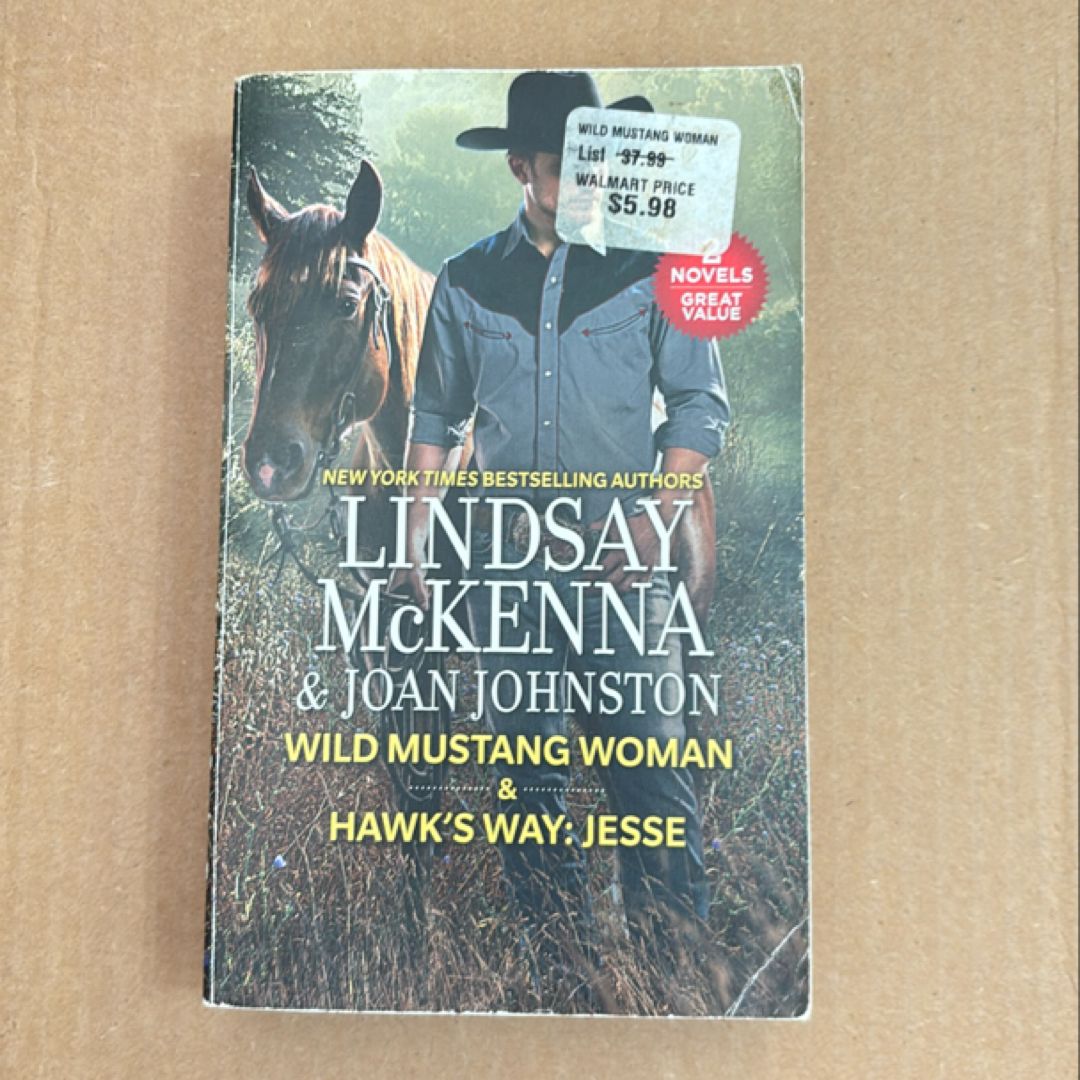 WILD MUSTANG WOMAN
List 37.99
WALMART PRICE
$5.98
2
NOVELS
GREAT
VALUE
NEW YORK TIMES BESTSELLING AUTHORS
LINDSAY
McKENNA
& JOAN JOHNSTON
WILD MUSTANG WOMAN
&
HAWK'S WAY: JESSE